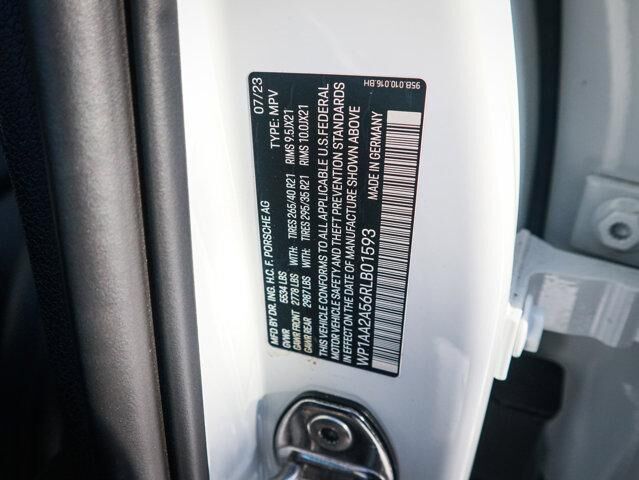 MFD BY DR. ING. H.C. F. PORSCHE AG 07/23
GVWR 5534 LBS TYPE: MPV
GAWR FRONT 2778 LBS WITH: TIRES 265/40 R21 RIMS 9.5JX21
GAWR REAR 2987 LBS WITH: TIRES 295/35 R21 RIMS 10.0JX21
THIS VEHICLE CONFORMS TO ALL APPLICABLE U.S. FEDERAL
MOTOR VEHICLE SAFETY AND THEFT PREVENTION STANDARDS
IN EFFECT ON THE DATE OF MANUFACTURE SHOWN ABOVE
WP1AA2A56RLB01593 MADE IN GERMANY
95B.010.016.BH